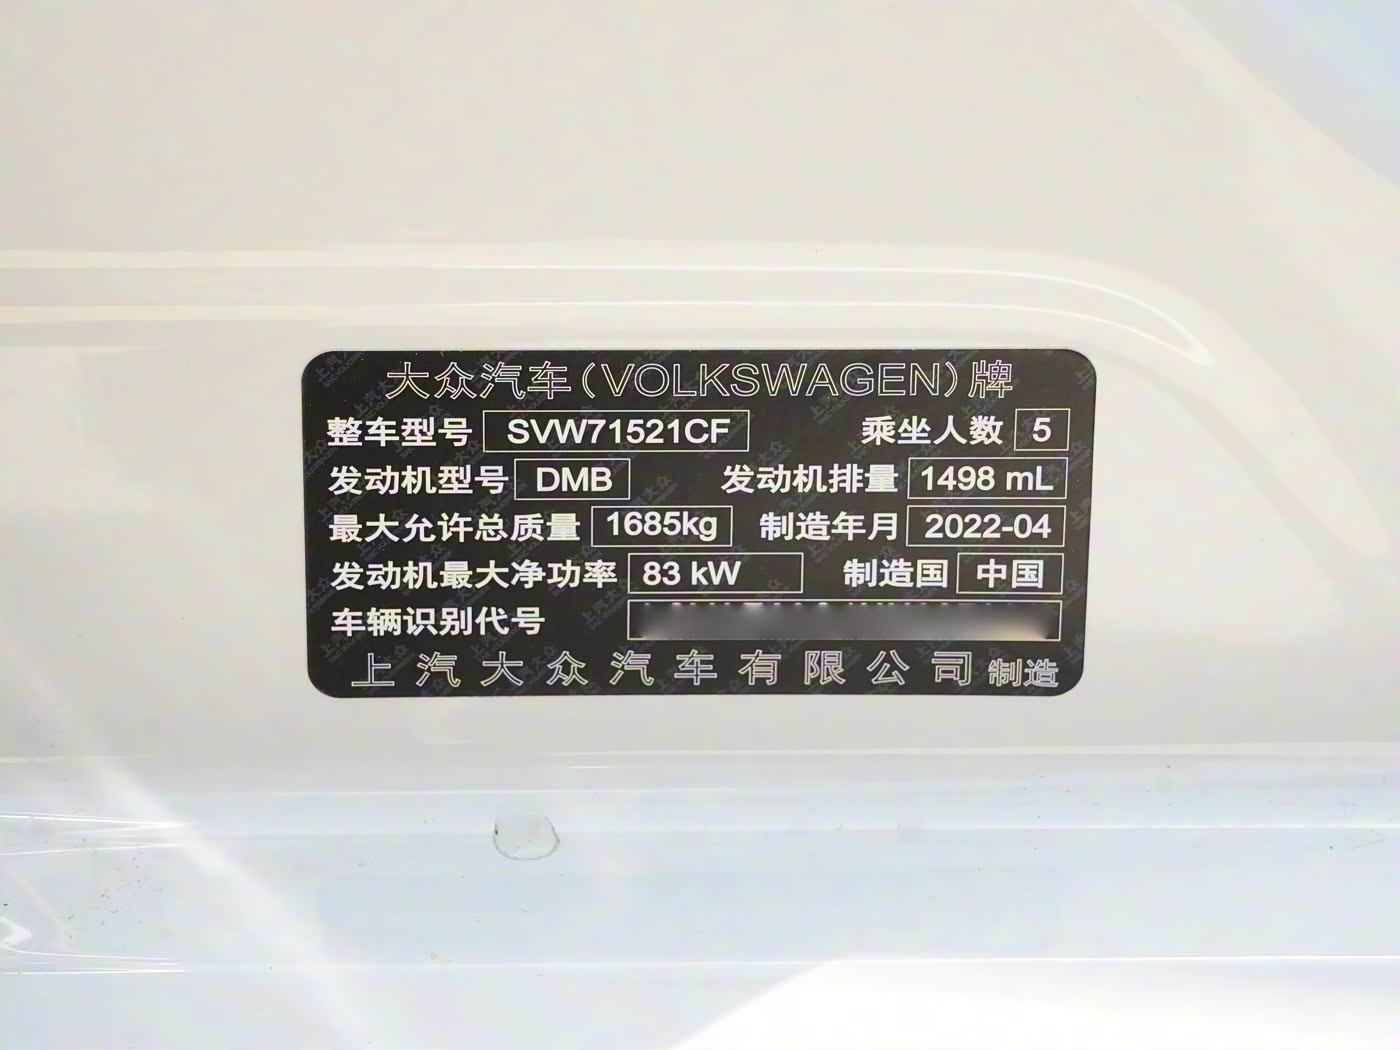 大众汽车(VOLKSWAGEN)牌
整车型号 SVW71521CF 乘坐人数 5
发动机型号 DMB 发动机排量 1498 mL
最大允许总质量 1685kg 制造年月 2022-04
发动机最大净功率 83 kW 制造国 中国
车辆识别代号
上汽大众汽车有限公司制造